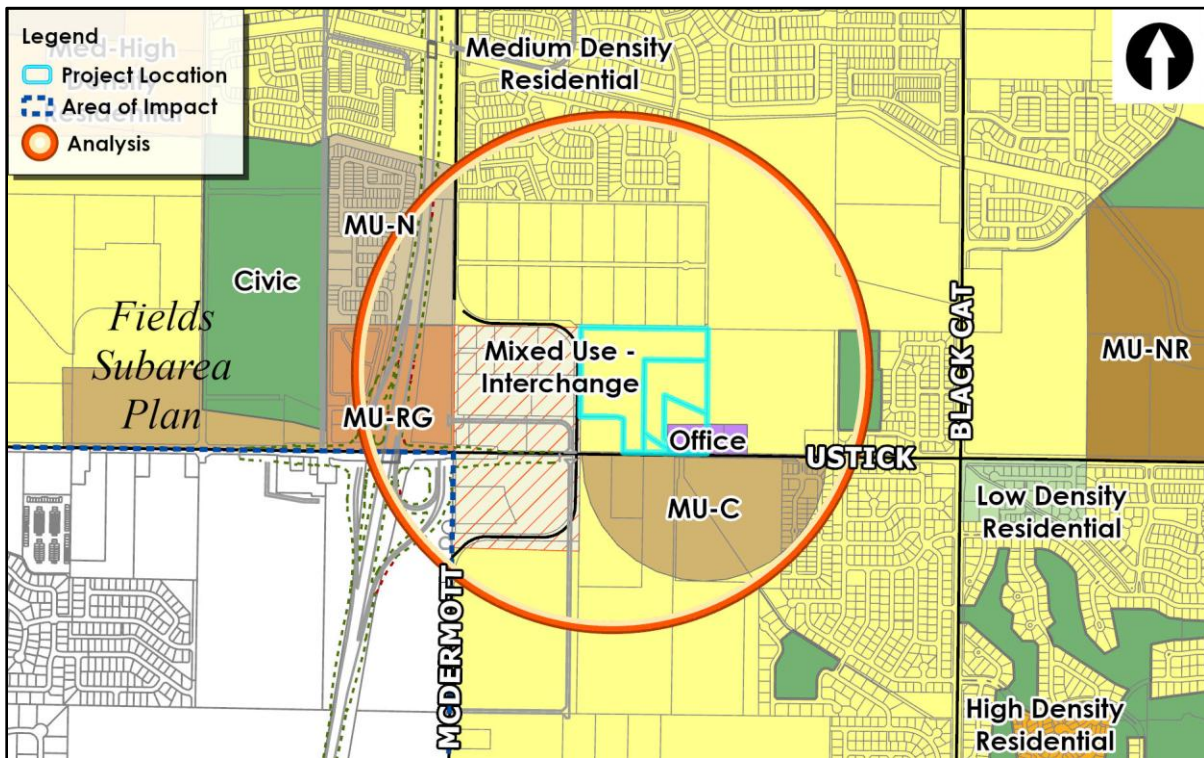 Legend
Med-High
Density
Residential
Project Location
Area of Impact
Analysis
Medium Density
Residential
MU-N
Civic
Fields
Subarea
Plan
Mixed Use -
Interchange
MU-RG
Office
USTICK
BLACK CAT
MU-NR
MU-C
Low Density
Residential
MCDERMOTT
High Density
Residential